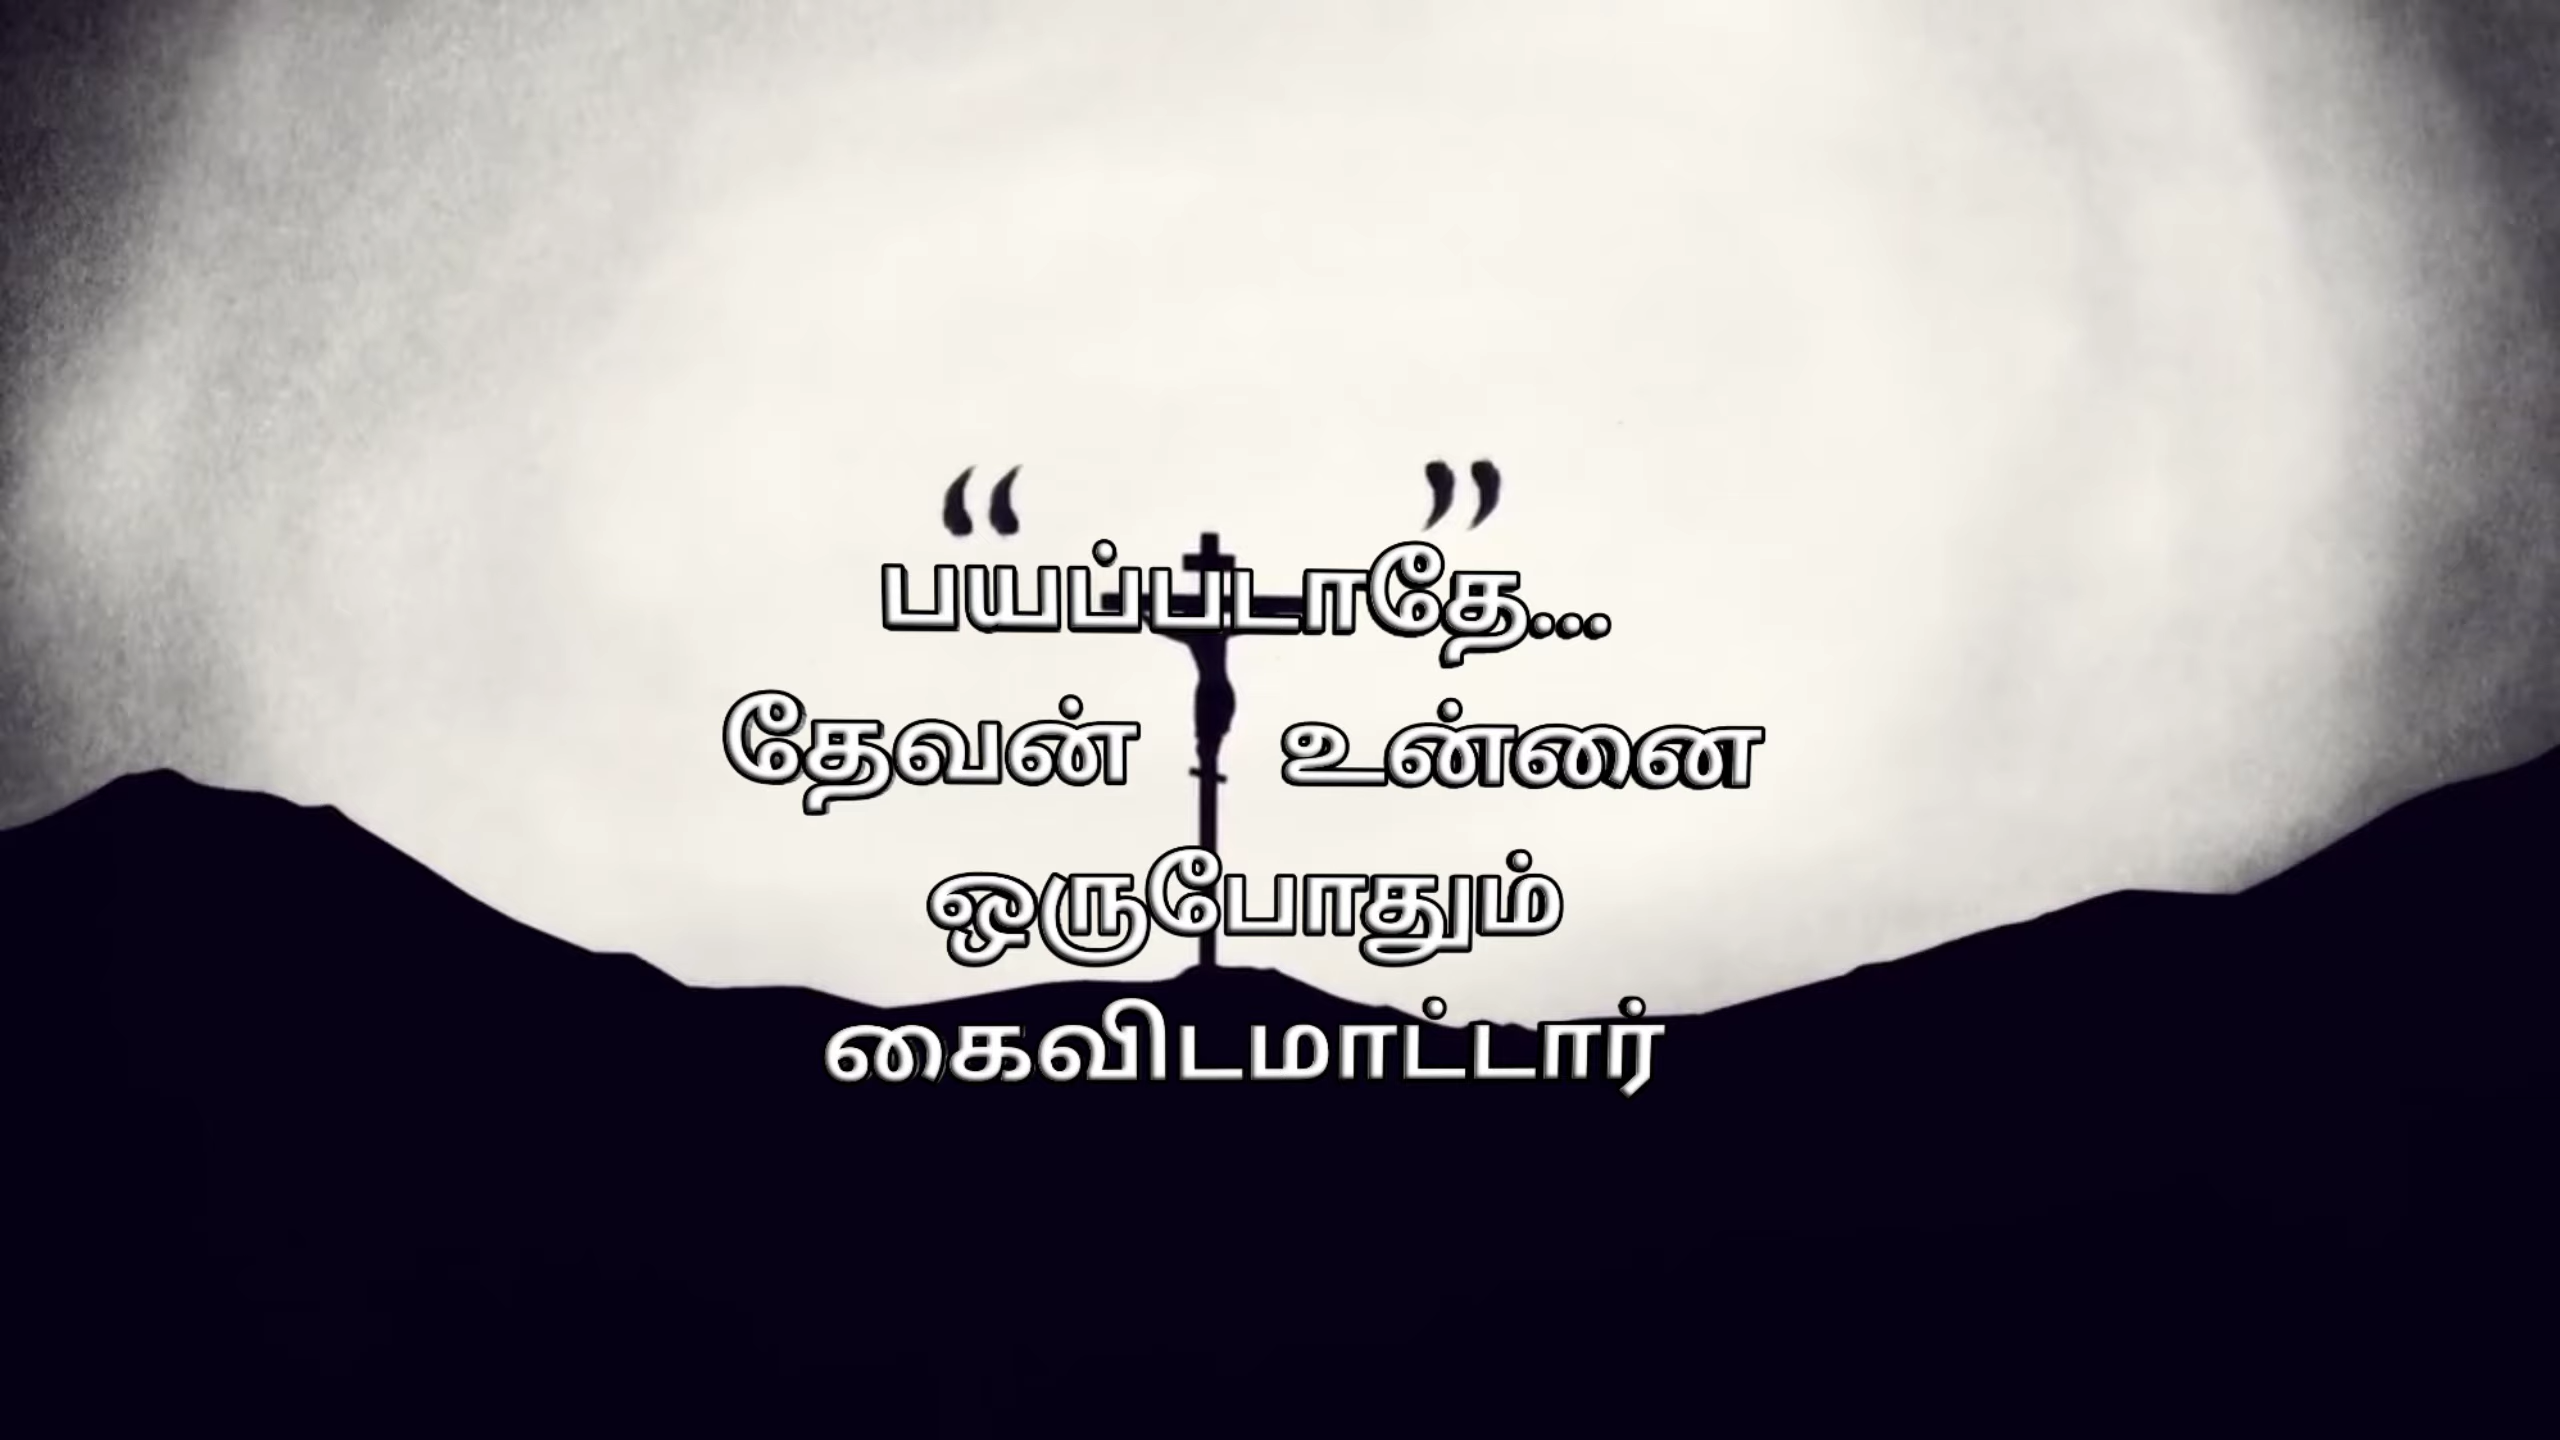 “ ”
பயப்படாதே...
தேவன் உன்னை
ஒருபோதும்
கைவிடமாட்டார்